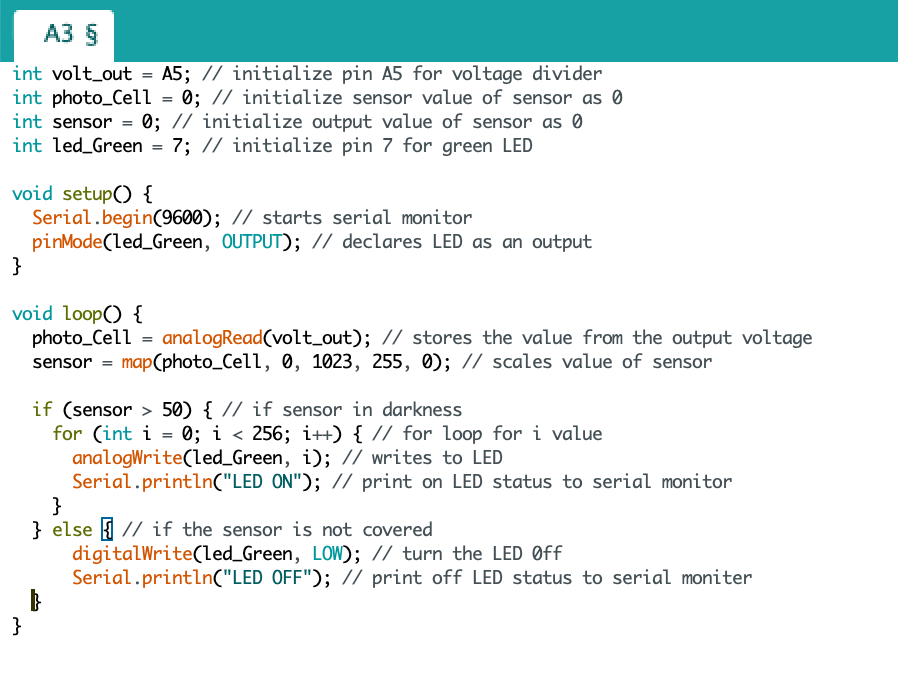 A3 §
int volt_out = A5; // initialize pin A5 for voltage divider
int photo_Cell = 0; // initialize sensor value of sensor as 0
int sensor = 0; // initialize output value of sensor as 0
int led_Green = 7; // initialize pin 7 for green LED

void setup() {
  Serial.begin(9600); // starts serial monitor
  pinMode(led_Green, OUTPUT); // declares LED as an output
}

void loop() {
  photo_Cell = analogRead(volt_out); // stores the value from the output voltage
  sensor = map(photo_Cell, 0, 1023, 255, 0); // scales value of sensor

  if (sensor > 50) { // if sensor in darkness
    for (int i = 0; i < 256; i++) { // for loop for i value
      analogWrite(led_Green, i); // writes to LED
      Serial.println("LED ON"); // print on LED status to serial monitor
    }
  } else { // if the sensor is not covered
      digitalWrite(led_Green, LOW); // turn the LED 0ff
      Serial.println("LED OFF"); // print off LED status to serial moniter
  }
}